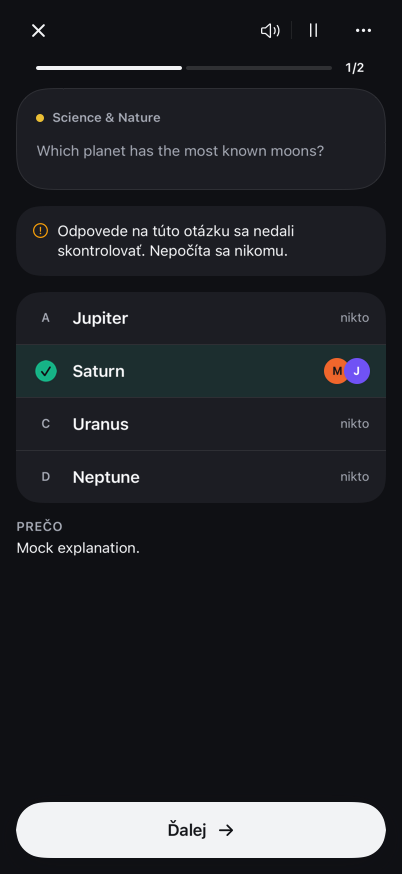 1/2
Science & Nature
Which planet has the most known moons?
Odpovede na túto otázku sa nedali
skontrolovať. Nepočíta sa nikomu.
A Jupiter nikto
Saturn M J
C Uranus nikto
D Neptune nikto
PREČO
Mock explanation.
Ďalej →